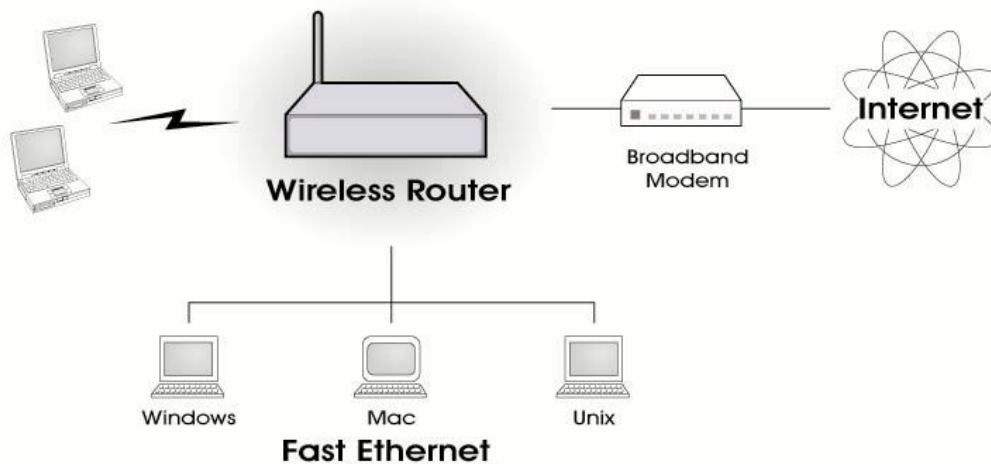 Internet
Broadband
Modem
Wireless Router
Windows
Mac
Unix
Fast Ethernet